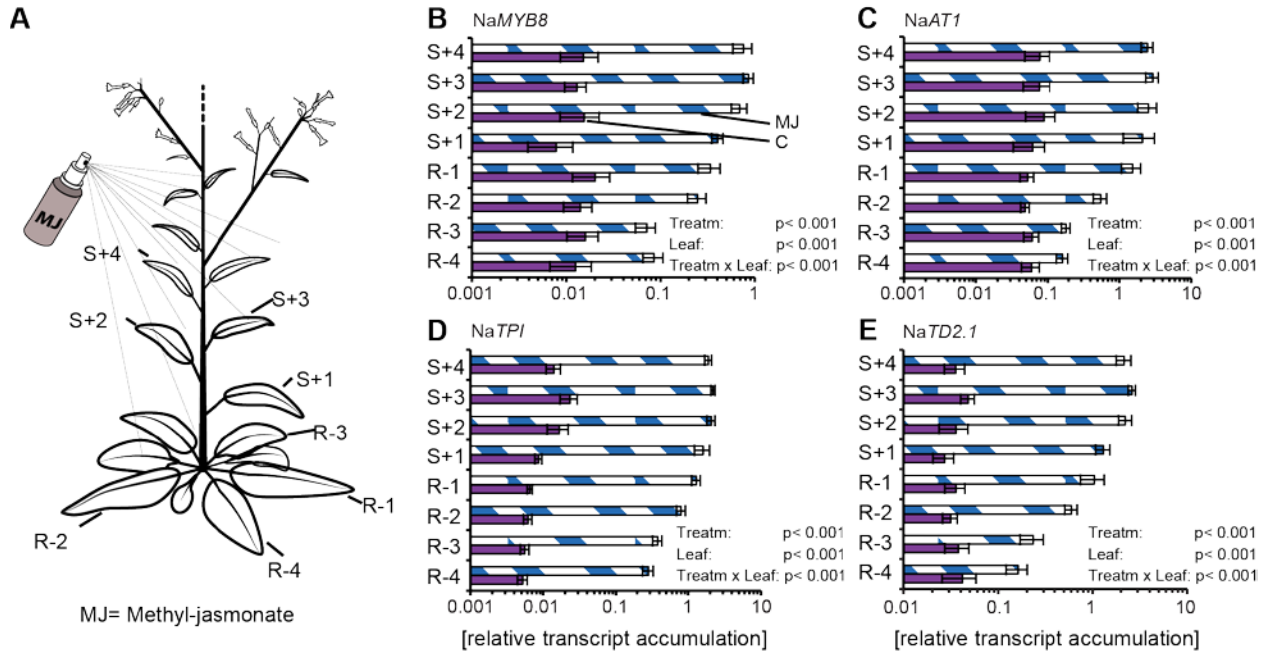 A
MJ
S+4
S+3
S+2
S+1
R-3
R-1
R-2
R-4
MJ= Methyl-jasmonate
B NaMYB8
S+4
S+3
S+2
S+1
R-1
R-2
R-3
R-4
MJ
C
Treatm: p< 0.001
Leaf: p< 0.001
Treatm x Leaf: p< 0.001
0.001 0.01 0.1 1
C NaAT1
S+4
S+3
S+2
S+1
R-1
R-2
R-3
R-4
Treatm: p< 0.001
Leaf: p< 0.001
Treatm x Leaf: p< 0.001
0.001 0.01 0.1 1 10
D NaTPI
S+4
S+3
S+2
S+1
R-1
R-2
R-3
R-4
Treatm: p< 0.001
Leaf: p< 0.001
Treatm x Leaf: p< 0.001
0.001 0.01 0.1 1 10
[relative transcript accumulation]
E NaTD2.1
S+4
S+3
S+2
S+1
R-1
R-2
R-3
R-4
Treatm: p< 0.001
Leaf: p< 0.001
Treatm x Leaf: p< 0.001
0.01 0.1 1 10
[relative transcript accumulation]